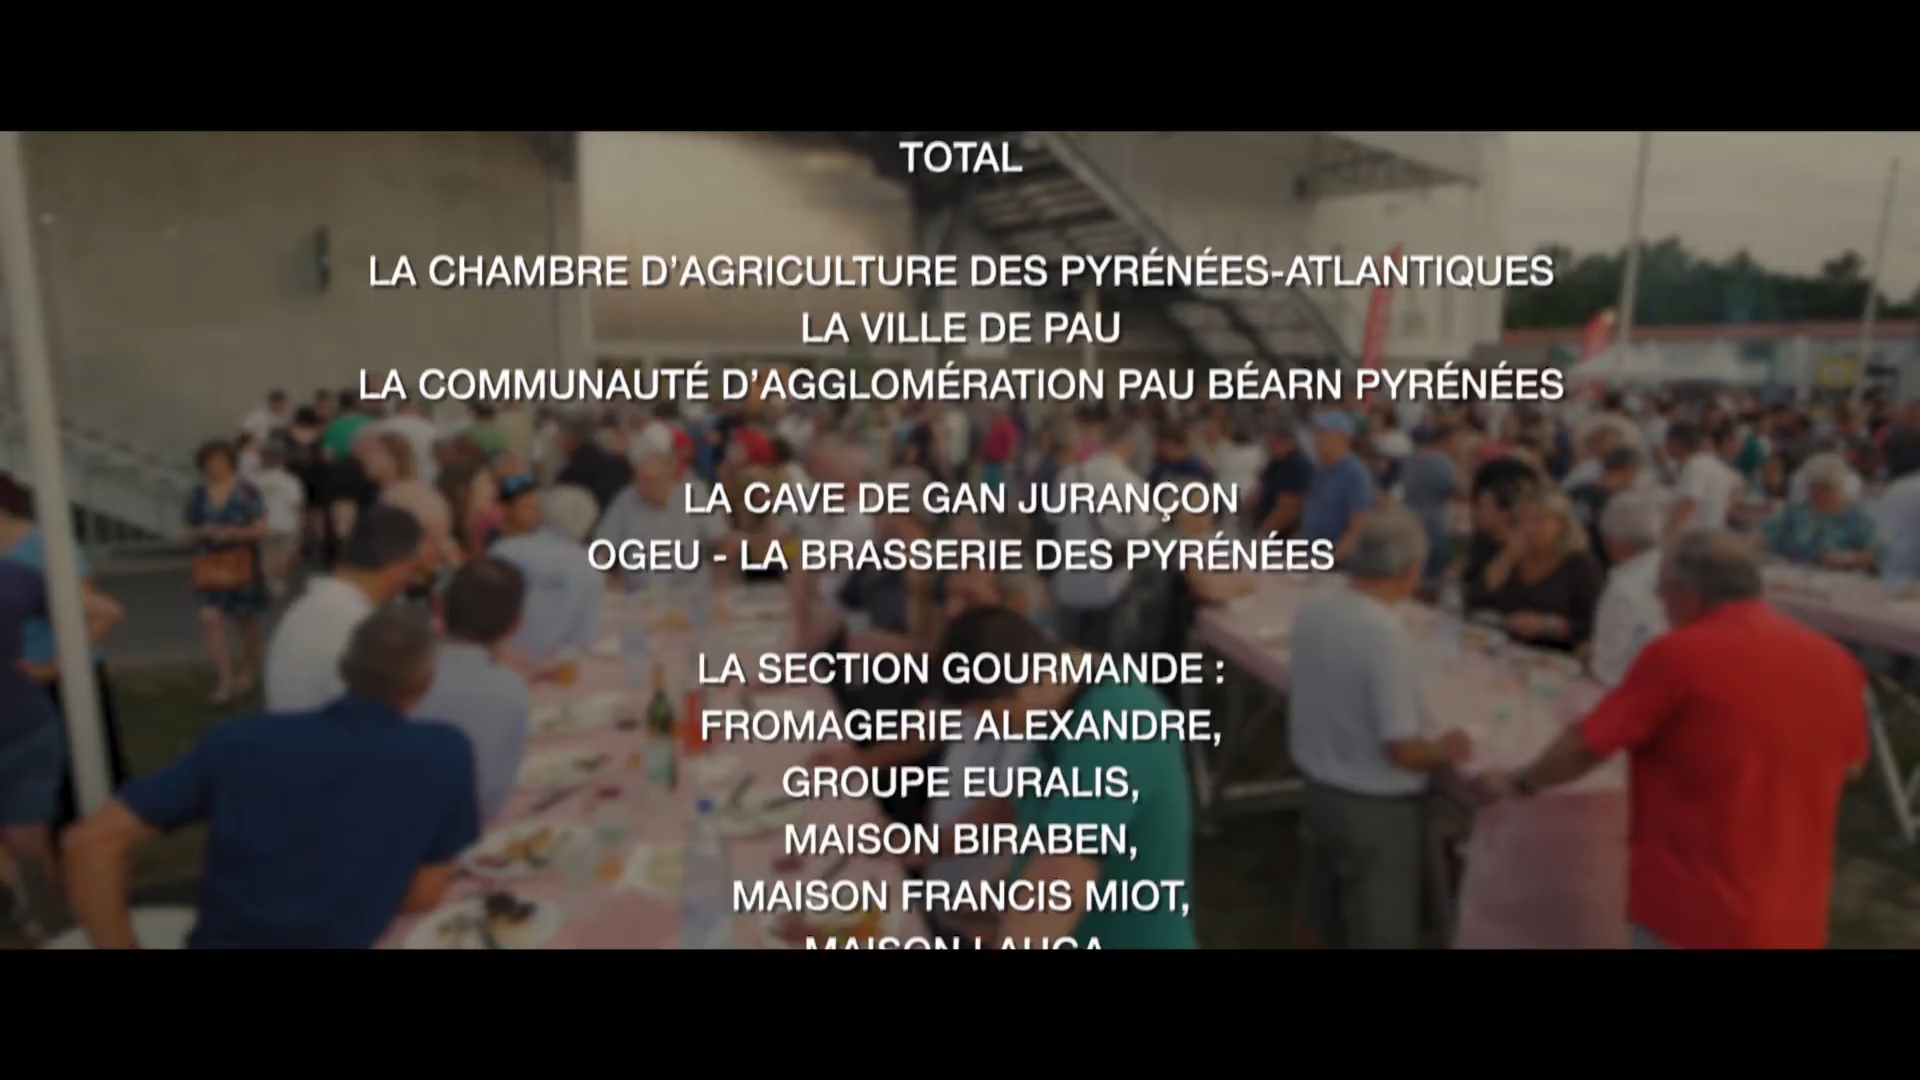 TOTAL
LA CHAMBRE D’AGRICULTURE DES PYRÉNÉES-ATLANTIQUES
LA VILLE DE PAU
LA COMMUNAUTÉ D’AGGLOMÉRATION PAU BÉARN PYRÉNÉES
LA CAVE DE GAN JURANÇON
OGEU - LA BRASSERIE DES PYRÉNÉES
LA SECTION GOURMANDE :
FROMAGERIE ALEXANDRE,
GROUPE EURALIS,
MAISON BIRABEN,
MAISON FRANCIS MIOT,
MAISON